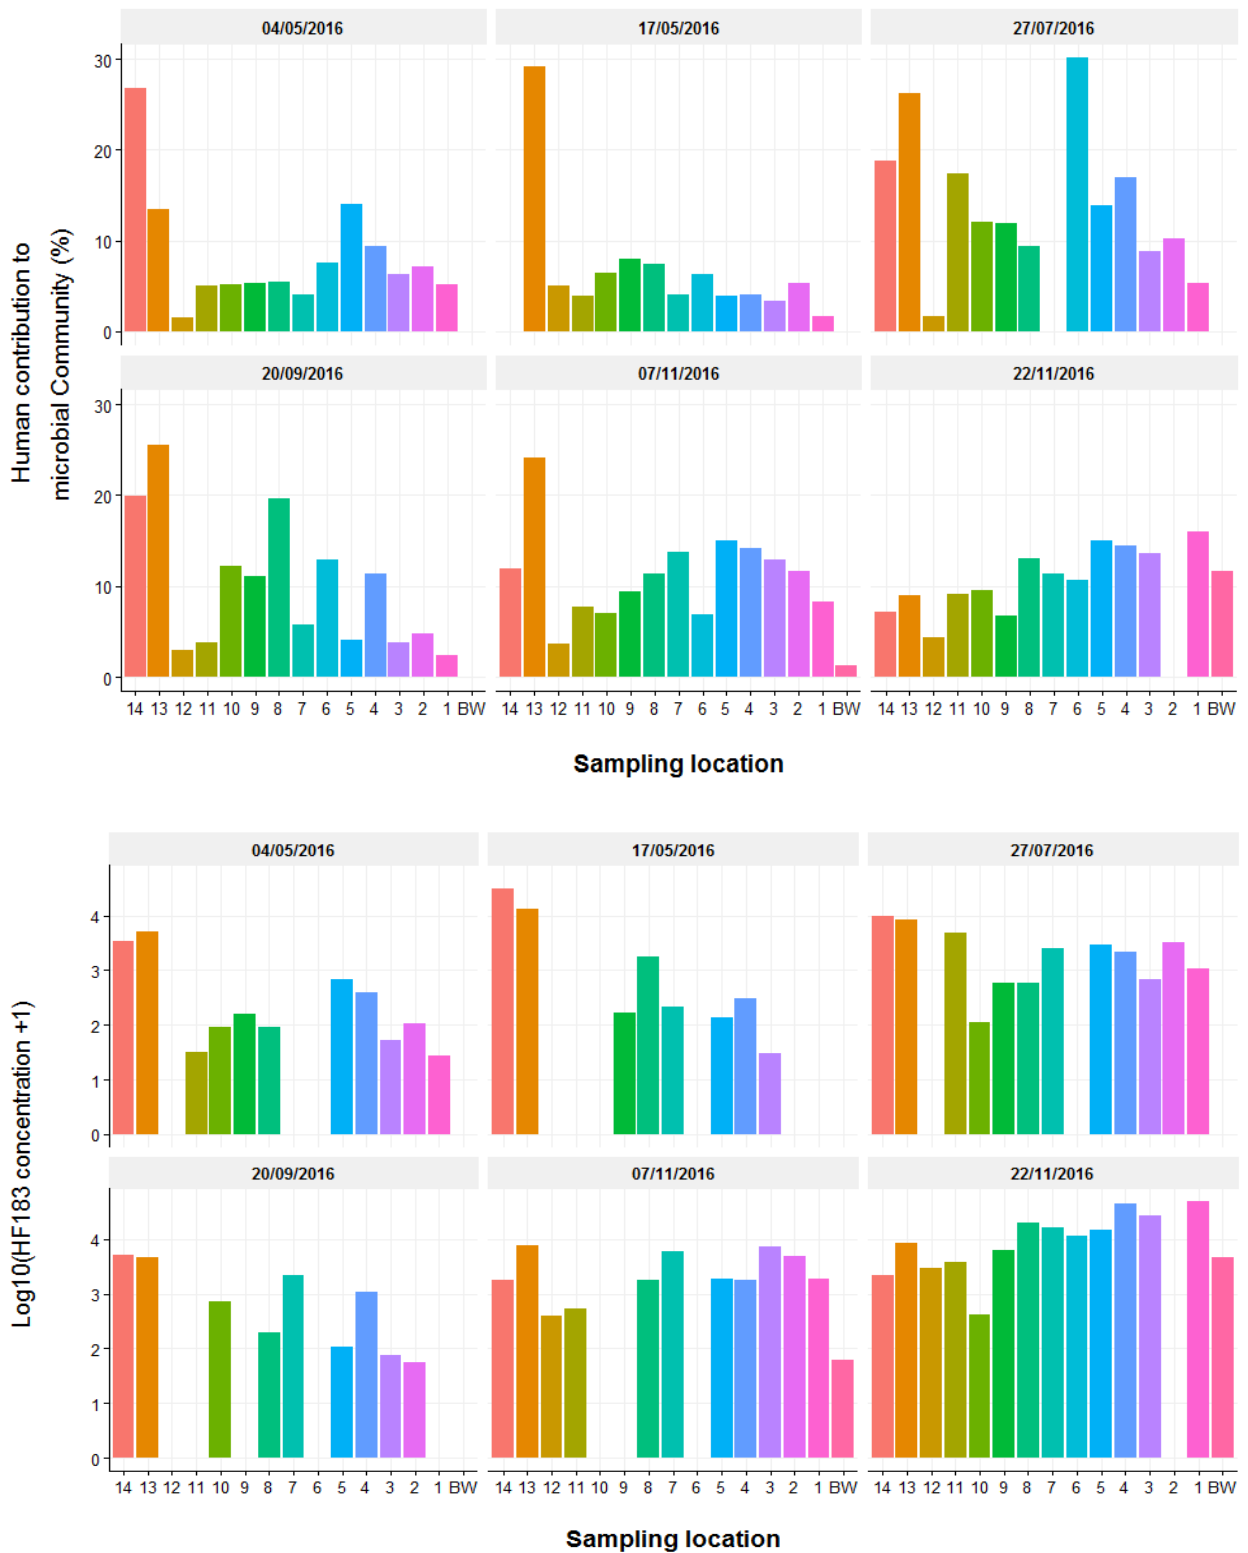 04/05/2016 17/05/2016 27/07/2016
30
20
10
0
Human contribution to
microbial Community (%)
20/09/2016 07/11/2016 22/11/2016
30
20
10
0
14 13 12 11 10 9 8 7 6 5 4 3 2 1 BW 14 13 12 11 10 9 8 7 6 5 4 3 2 1 BW 14 13 12 11 10 9 8 7 6 5 4 3 2 1 BW
Sampling location
04/05/2016 17/05/2016 27/07/2016
4
3
2
1
0
Log10(HF183 concentration +1)
20/09/2016 07/11/2016 22/11/2016
4
3
2
1
0
14 13 12 11 10 9 8 7 6 5 4 3 2 1 BW 14 13 12 11 10 9 8 7 6 5 4 3 2 1 BW 14 13 12 11 10 9 8 7 6 5 4 3 2 1 BW
Sampling location